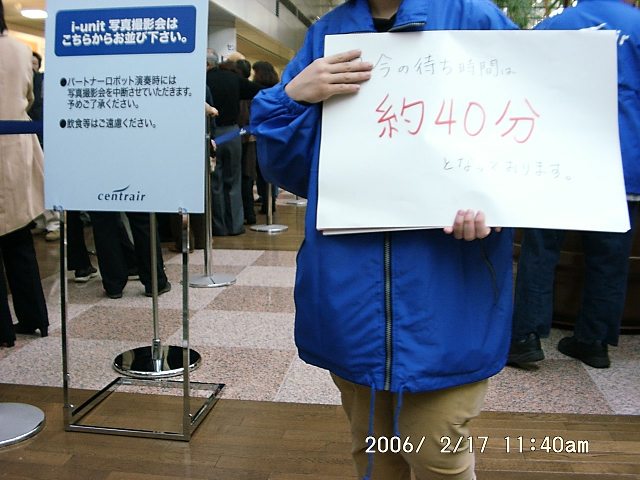 i-unit 写真撮影会は
こちらからお並び下さい。
●パートナーロボット演奏時には
写真撮影会を中断させていただきます。
予めご了承ください。
●飲食等はご遠慮ください。
centrair
今の待ち時間は
約40分
となっております。
2006/ 2/17 11:40am